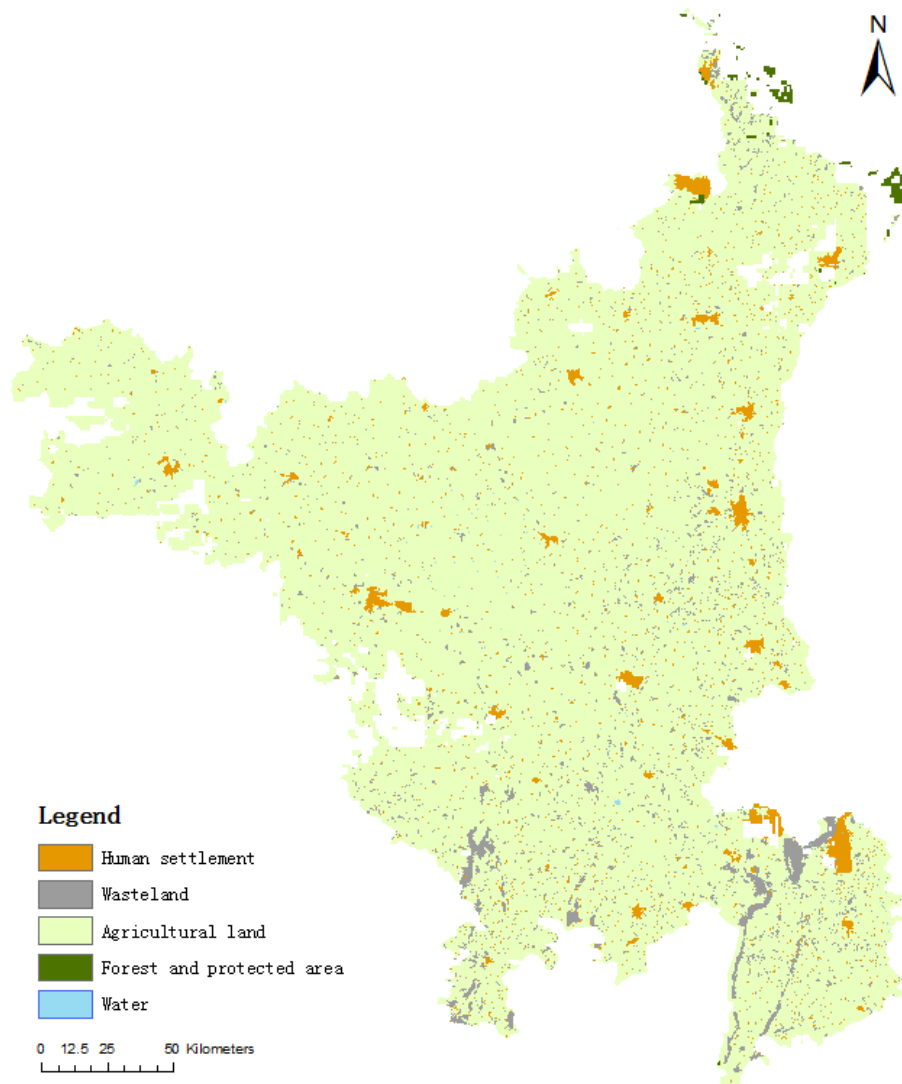 N
Legend
Human settlement
Wasteland
Agricultural land
Forest and protected area
Water
0 12.5 25 50 Kilometers